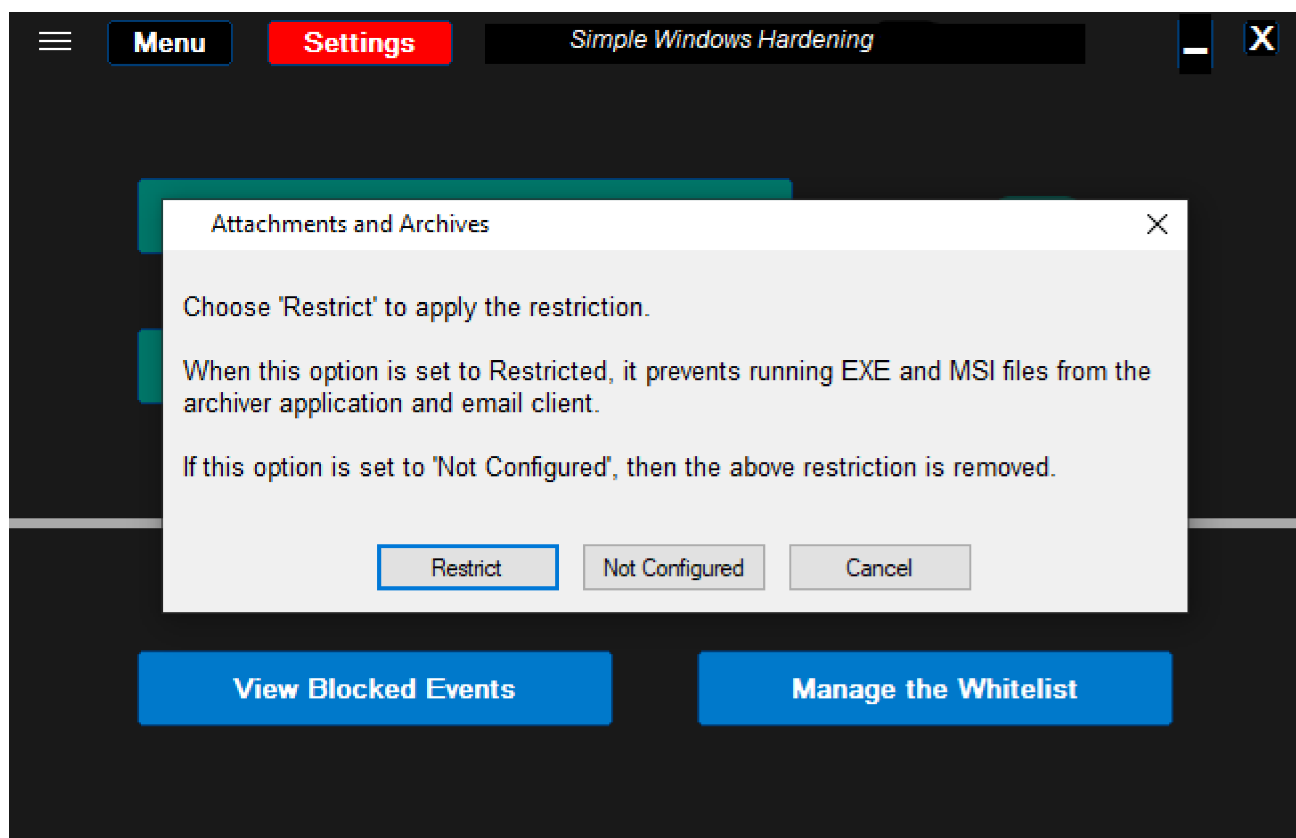 Menu
Settings
Simple Windows Hardening
X
Attachments and Archives
Choose 'Restrict' to apply the restriction.
When this option is set to Restricted, it prevents running EXE and MSI files from the
archiver application and email client.
If this option is set to 'Not Configured', then the above restriction is removed.
Restrict
Not Configured
Cancel
View Blocked Events
Manage the Whitelist